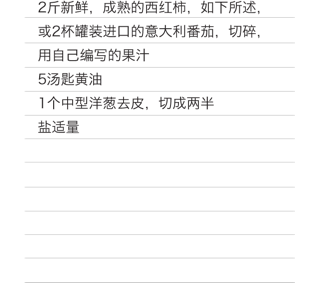 2斤新鲜，成熟的西红柿，如下所述，
或2杯罐装进口的意大利番茄，切碎，
用自己编写的果汁
5汤匙黄油
1个中型洋葱去皮，切成两半
盐适量